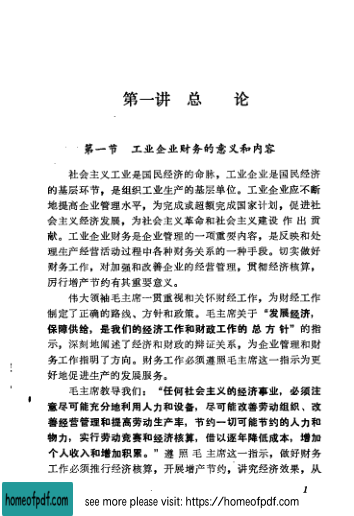 第一讲 总 论
第一节 工业企业财务的意义和内容
社会主义工业是国民经济的命脉，工业企业是国民经济
的基层环节，是组织工业生产的基层单位。工业企业应不断
地提高企业管理水平，为完成或超额完成国家计划，促进社
会主义经济发展，为社会主义革命和社会主义建设作出贡
献。工业企业财务是企业管理的一项重要内容，是反映和处
理生产经营活动过程中各种财务关系的一种手段。切实做好
财务工作，对加强和改善企业的经营管理，贯彻经济核算，
厉行增产节约有其重要意义。
伟大领袖毛主席一贯重视和关怀财经工作，为财经工作
制定了正确的路线、方针和政策。毛主席关于“发展经济，
保障供给，是我们的经济工作和财政工作的总方针”的指
示，深刻地阐述了经济和财政的辩证关系，为企业管理和财
务工作指明了方向。财务工作必须遵照毛主席这一指示为更
好地促进生产的发展服务。
毛主席教导我们：“任何社会主义的经济事业，必须注
意尽可能充分地利用人力和设备，尽可能改善劳动组织、改
善经营管理和提高劳动生产率，节约一切可能节约的人力和
物力，实行劳动竞赛和经济核算，借以逐年降低成本，增加
个人收入和增加积累。”遵照毛主席这一指示，做好财务
工作必须推行经济核算，开展增产节约，讲究经济效果，从
1
homeofpdf.com
see more please visit: https://homeofpdf.com